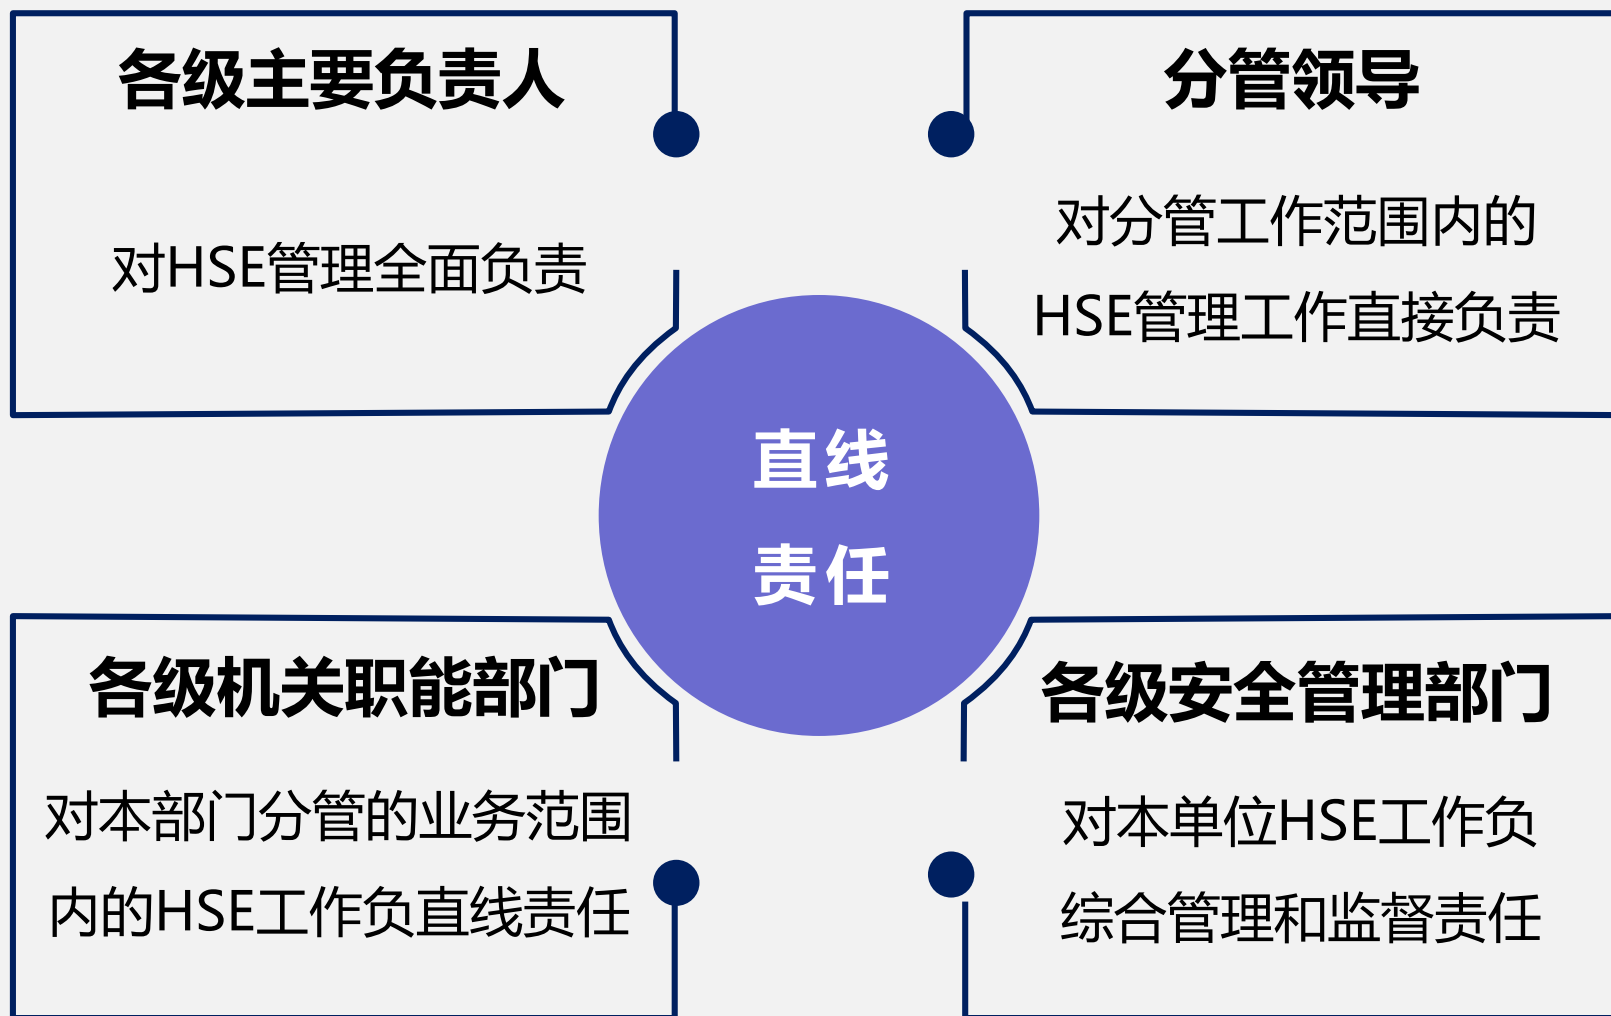 各级主要负责人
对HSE管理全面负责
分管领导
对分管工作范围内的
HSE管理工作直接负责
直线
责任
各级机关职能部门
对本部门分管的业务范围
内的HSE工作负直线责任
各级安全管理部门
对本单位HSE工作负
综合管理和监督责任